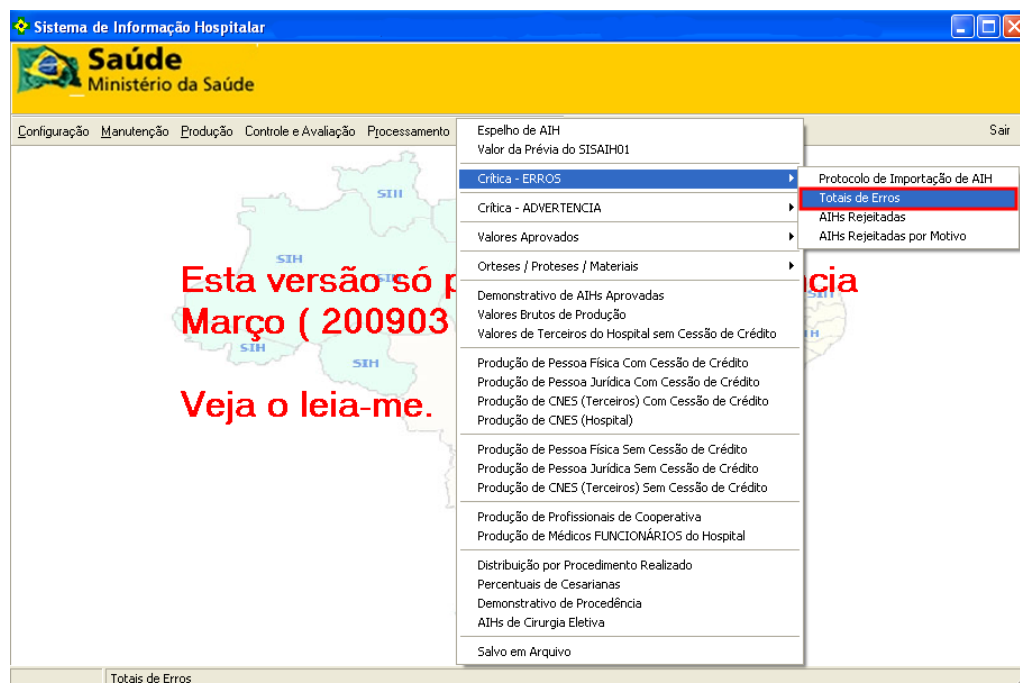 Sistema de Informação Hospitalar
Saúde
Ministério da Saúde
Configuração Manutenção Produção Controle e Avaliação Processamento Sair
Espelho de AIH
Valor da Prévia do SISAIH01
Crítica - ERROS
Protocolo de Importação de AIH
Totais de Erros
AIHs Rejeitadas
AIHs Rejeitadas por Motivo
Crítica - ADVERTENCIA
Valores Aprovados
Orteses / Proteses / Materiais
Demonstrativo de AIHs Aprovadas
Valores Brutos de Produção
Valores de Terceiros do Hospital sem Cessão de Crédito
Produção de Pessoa Física Com Cessão de Crédito
Produção de Pessoa Jurídica Com Cessão de Crédito
Produção de CNES (Terceiros) Com Cessão de Crédito
Produção de CNES (Hospital)
Produção de Pessoa Física Sem Cessão de Crédito
Produção de Pessoa Jurídica Sem Cessão de Crédito
Produção de CNES (Terceiros) Sem Cessão de Crédito
Produção de Profissionais de Cooperativa
Produção de Médicos FUNCIONÁRIOS do Hospital
Distribuição por Procedimento Realizado
Percentuais de Cesarianas
Demonstrativo de Procedência
AIHs de Cirurgia Eletiva
Salvo em Arquivo
SIH
SIH
Esta versão só
Março ( 200903
SIH
SIH
Veja o leia-me.
Totais de Erros